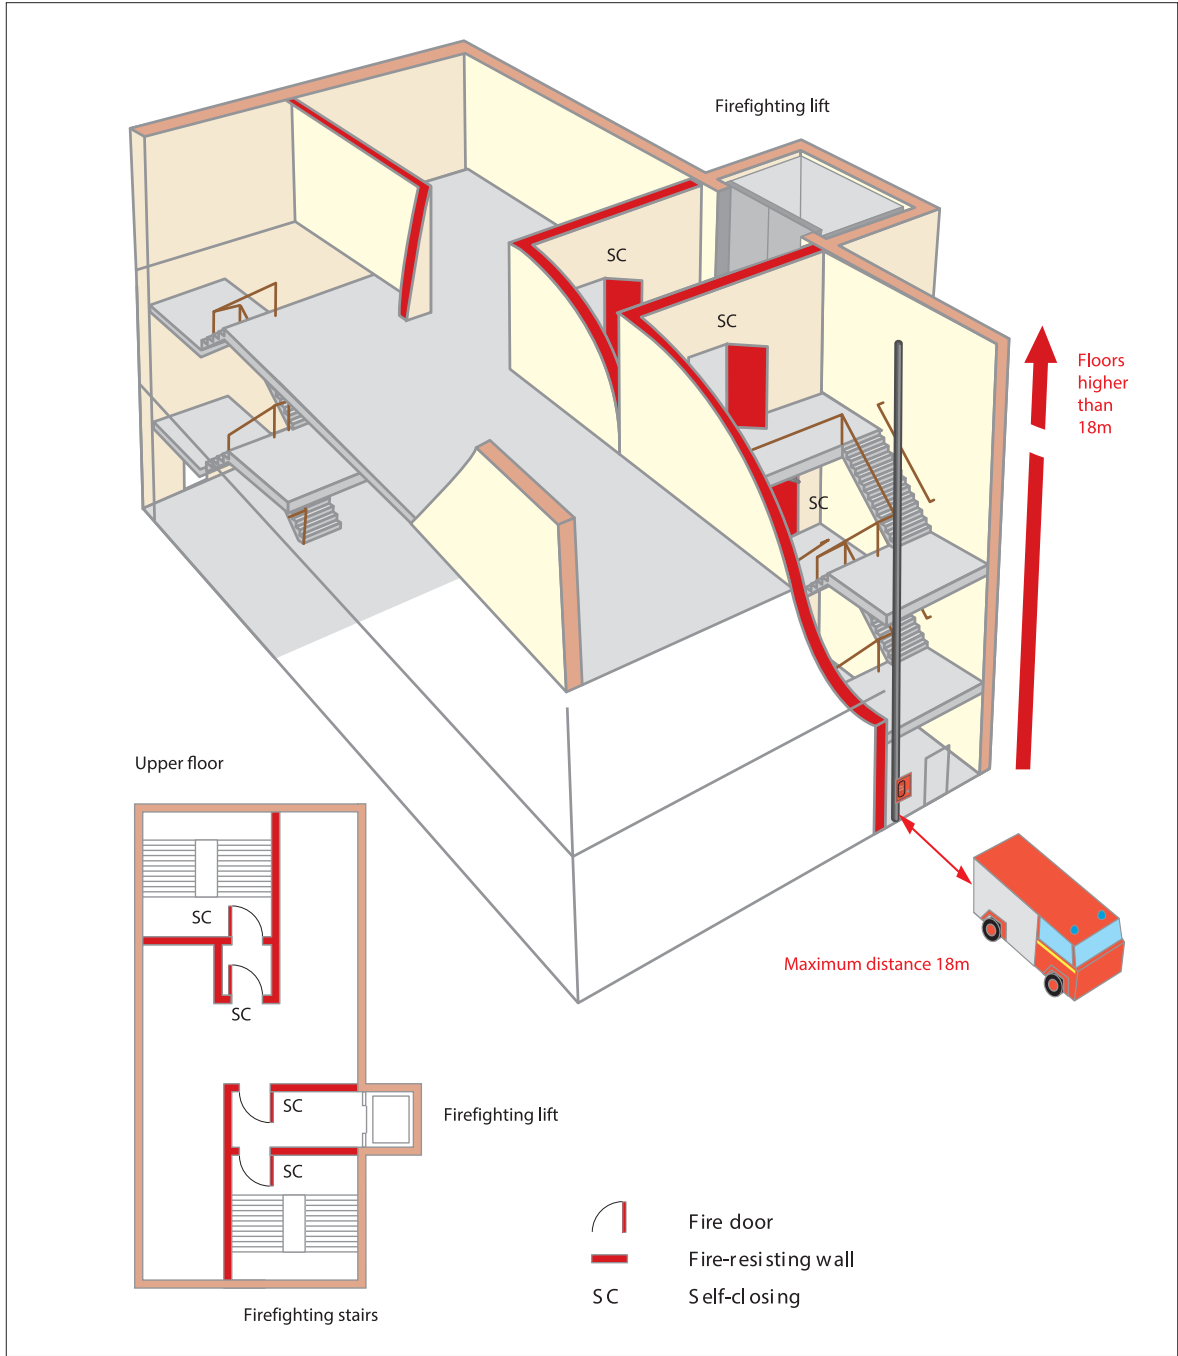 Firefighting lift
SC
SC
Floors
higher
than
18m
SC
Upper floor
SC
Maximum distance 18m
SC
SC
Firefighting lift
SC
Fire door
Fire-resisting wall
SC Self-closing
Firefighting stairs